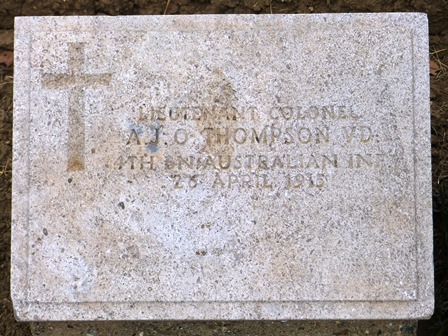 LIEUTENANT COLONEL
A.J.O. THOMPSON V.D.
4TH BN. AUSTRALIAN INF.
26 APRIL 1915